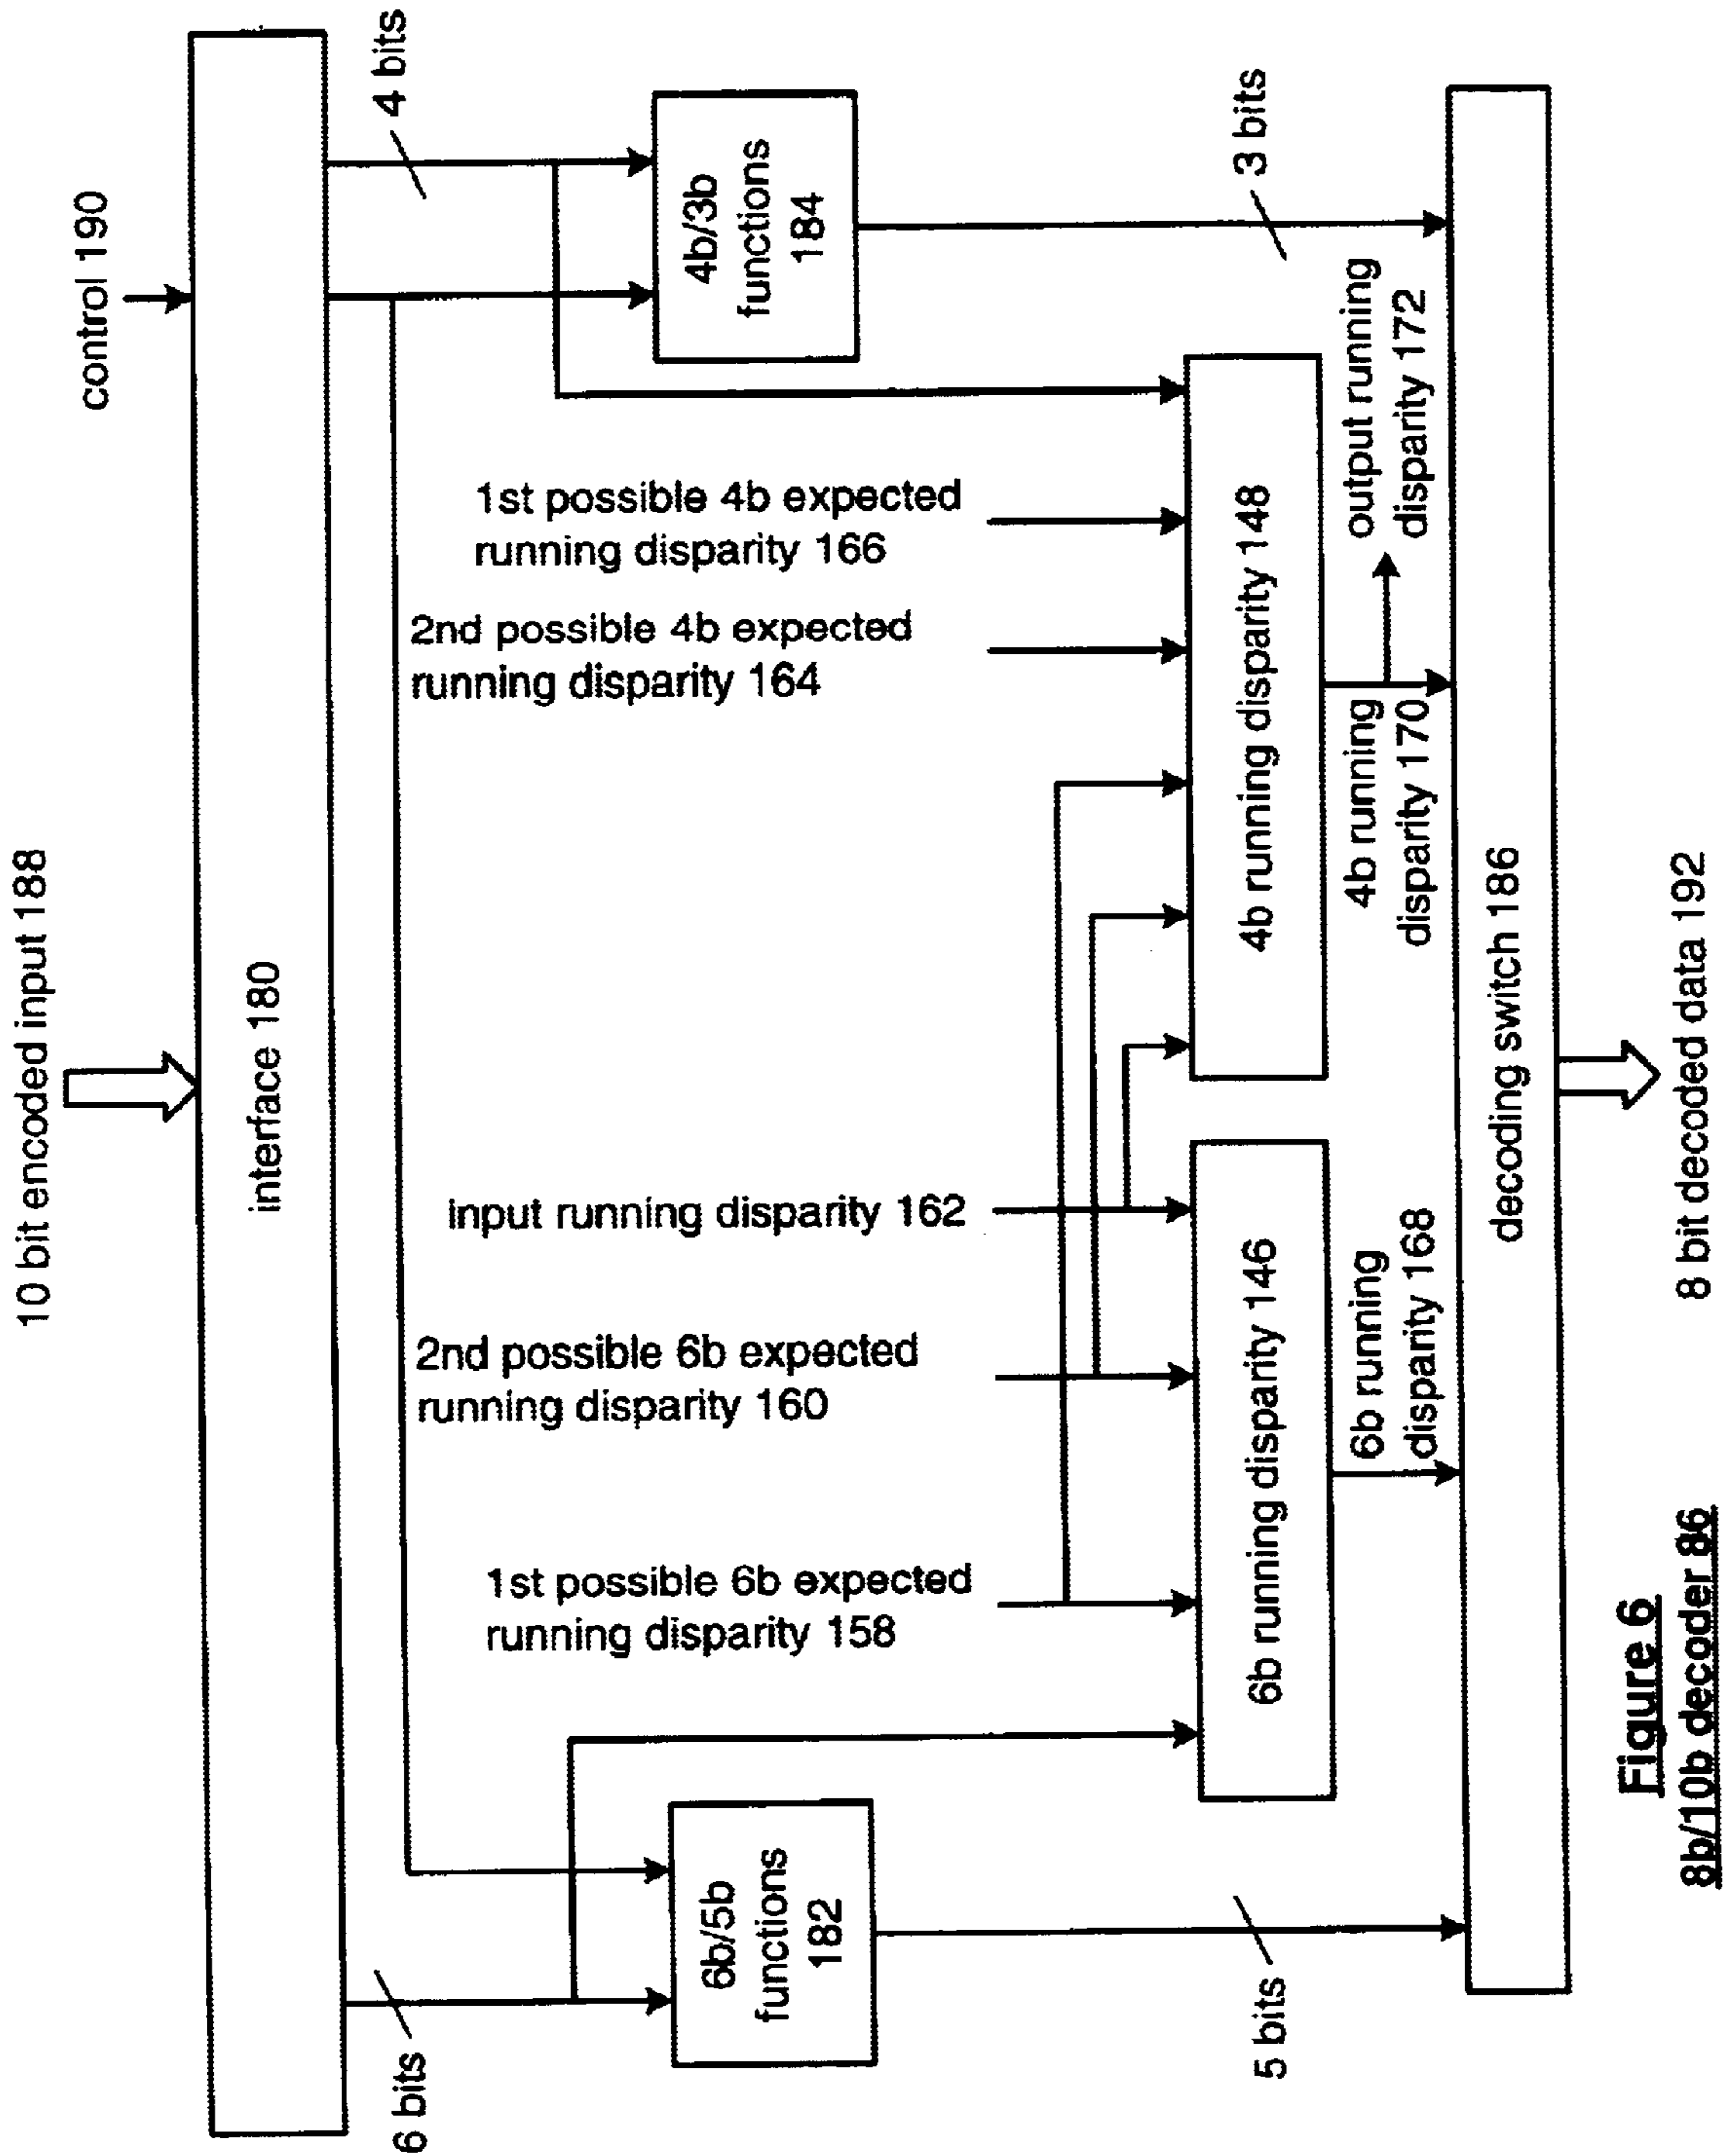 10 bit encoded input 188
control 190
interface 180
6 bits
4 bits
6b/5b
functions
182
4b/3b
functions
184
1st possible 6b expected
running disparity 158
2nd possible 6b expected
running disparity 160
input running disparity 162
2nd possible 4b expected
running disparity 164
1st possible 4b expected
running disparity 166
6b running disparity 146
4b running disparity 148
5 bits
6b running
disparity 168
4b running
disparity 170
output running
disparity 172
3 bits
decoding switch 186
8 bit decoded data 192
Figure 6
8b/10b decoder 86